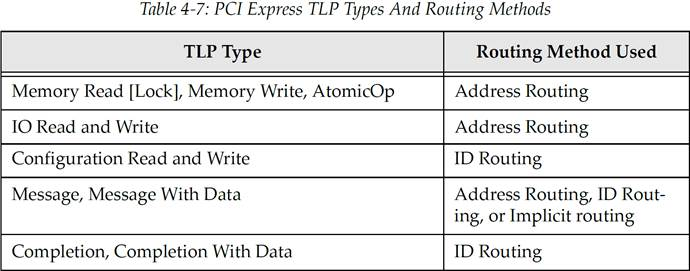 Table 4-7: PCI Express TLP Types And Routing Methods
TLP Type
Routing Method Used
Memory Read [Lock], Memory Write, AtomicOp
Address Routing
IO Read and Write
Address Routing
Configuration Read and Write
ID Routing
Message, Message With Data
Address Routing, ID Rout-
ing, or Implicit routing
Completion, Completion With Data
ID Routing